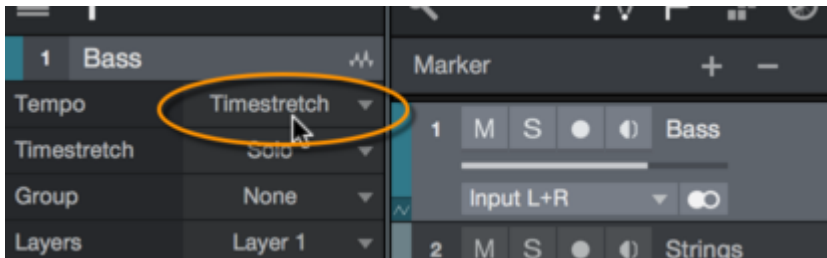 1 Bass
Tempo Timestretch
Timestretch Solo
Group None
Layers Layer 1
Marker + −
1 M S Bass
Input L+R
2 M S Strings